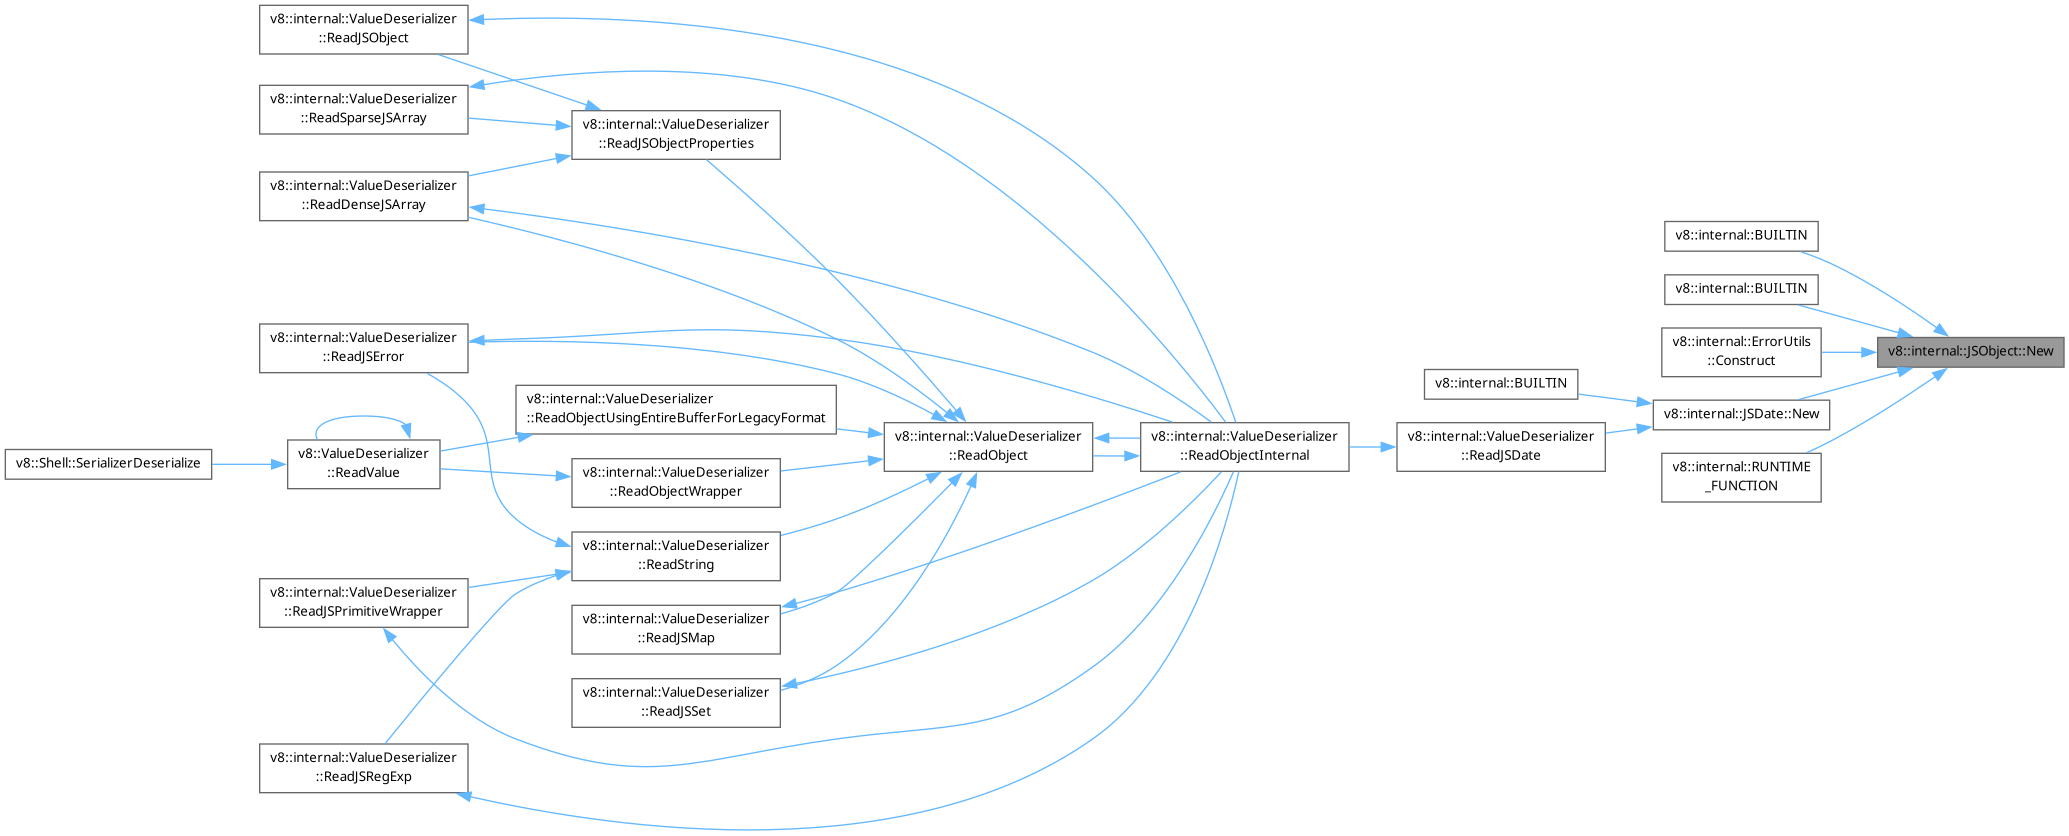 v8::internal::ValueDeserializer
::ReadJSObject
v8::internal::ValueDeserializer
::ReadSparseJSArray
v8::internal::ValueDeserializer
::ReadJSObjectProperties
v8::internal::ValueDeserializer
::ReadDenseJSArray
v8::internal::BUILTIN
v8::internal::BUILTIN
v8::internal::ErrorUtils
::Construct
v8::internal::JSObject::New
v8::internal::ValueDeserializer
::ReadJSError
v8::internal::BUILTIN
v8::internal::JSDate::New
v8::internal::ValueDeserializer
::ReadObjectUsingEntireBufferForLegacyFormat
v8::internal::ValueDeserializer
::ReadObject
v8::internal::ValueDeserializer
::ReadObjectInternal
v8::internal::ValueDeserializer
::ReadJSDate
v8::internal::RUNTIME
_FUNCTION
v8::Shell::SerializerDeserialize
v8::ValueDeserializer
::ReadValue
v8::internal::ValueDeserializer
::ReadObjectWrapper
v8::internal::ValueDeserializer
::ReadString
v8::internal::ValueDeserializer
::ReadJSPrimitiveWrapper
v8::internal::ValueDeserializer
::ReadJSMap
v8::internal::ValueDeserializer
::ReadJSSet
v8::internal::ValueDeserializer
::ReadJSRegExp